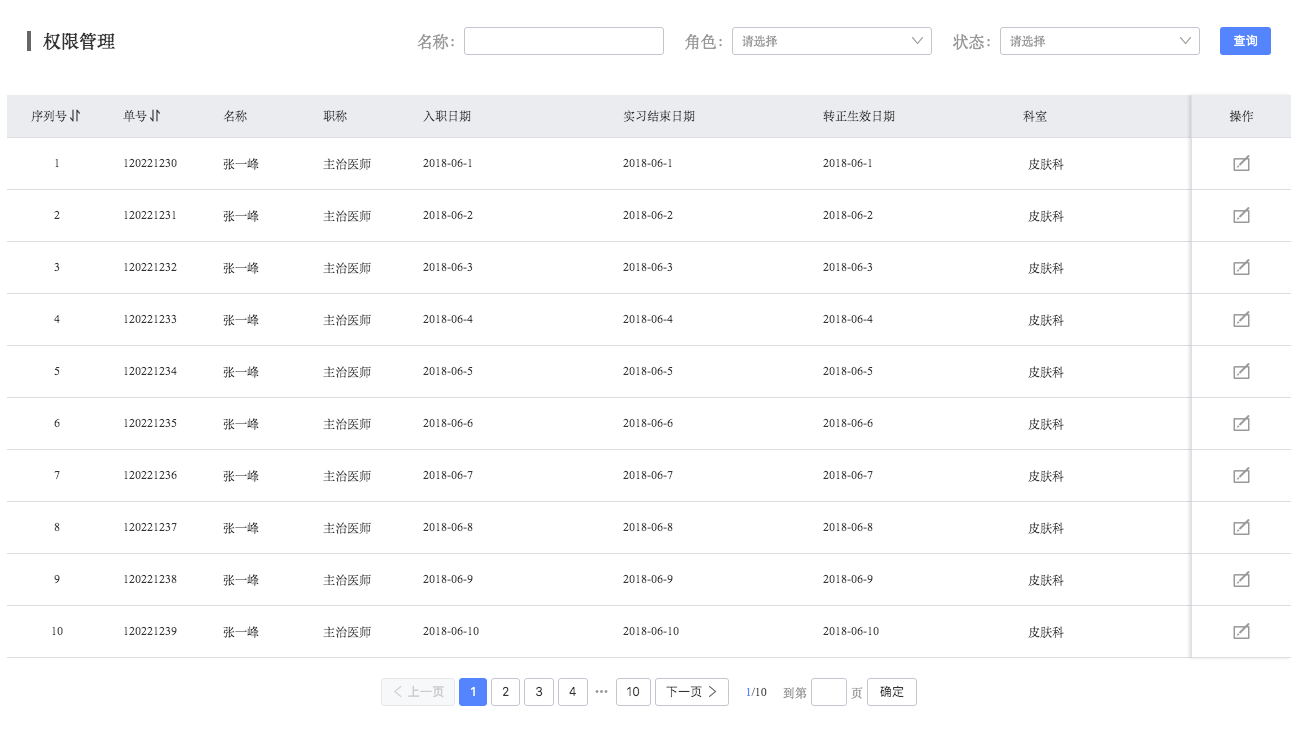 权限管理 名称： 角色： 请选择 状态： 请选择 查询
序列号 单号 名称 职称 入职日期 实习结束日期 转正生效日期 科室 操作
1 120221230 张一峰 主治医师 2018-06-1 2018-06-1 2018-06-1 皮肤科
2 120221231 张一峰 主治医师 2018-06-2 2018-06-2 2018-06-2 皮肤科
3 120221232 张一峰 主治医师 2018-06-3 2018-06-3 2018-06-3 皮肤科
4 120221233 张一峰 主治医师 2018-06-4 2018-06-4 2018-06-4 皮肤科
5 120221234 张一峰 主治医师 2018-06-5 2018-06-5 2018-06-5 皮肤科
6 120221235 张一峰 主治医师 2018-06-6 2018-06-6 2018-06-6 皮肤科
7 120221236 张一峰 主治医师 2018-06-7 2018-06-7 2018-06-7 皮肤科
8 120221237 张一峰 主治医师 2018-06-8 2018-06-8 2018-06-8 皮肤科
9 120221238 张一峰 主治医师 2018-06-9 2018-06-9 2018-06-9 皮肤科
10 120221239 张一峰 主治医师 2018-06-10 2018-06-10 2018-06-10 皮肤科
上一页 1 2 3 4 ••• 10 下一页 1/10 到第 页 确定